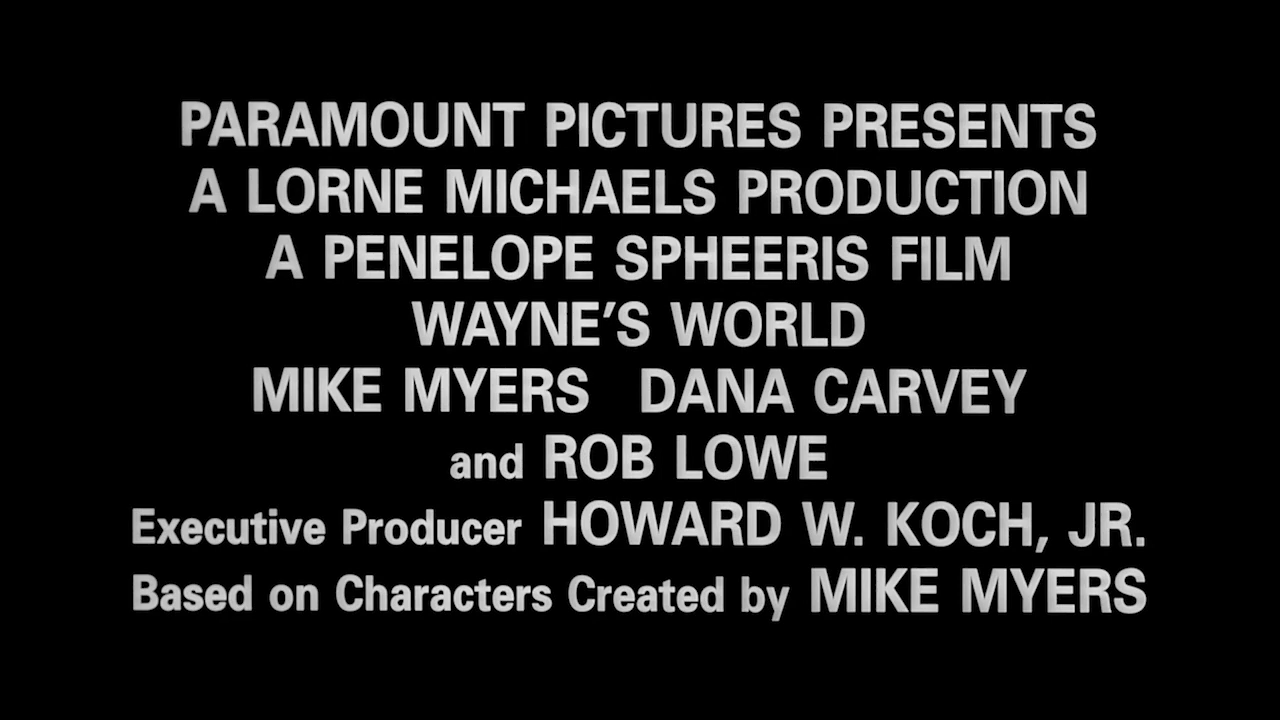 PARAMOUNT PICTURES PRESENTS
A LORNE MICHAELS PRODUCTION
A PENELOPE SPHEERIS FILM
WAYNE’S WORLD
MIKE MYERS DANA CARVEY
and ROB LOWE
Executive Producer HOWARD W. KOCH, JR.
Based on Characters Created by MIKE MYERS